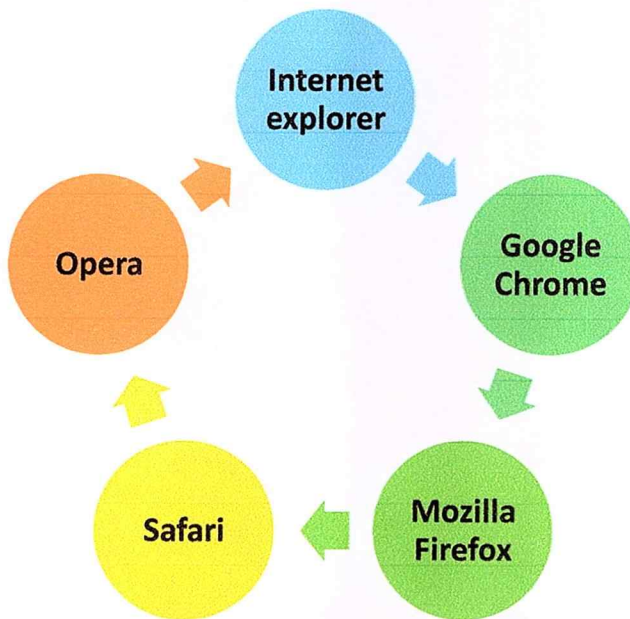 Internet
explorer
Google
Chrome
Mozilla
Firefox
Safari
Opera